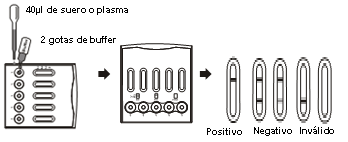 40µl de suero o plasma
2 gotas de buffer
Positivo Negativo Inválido